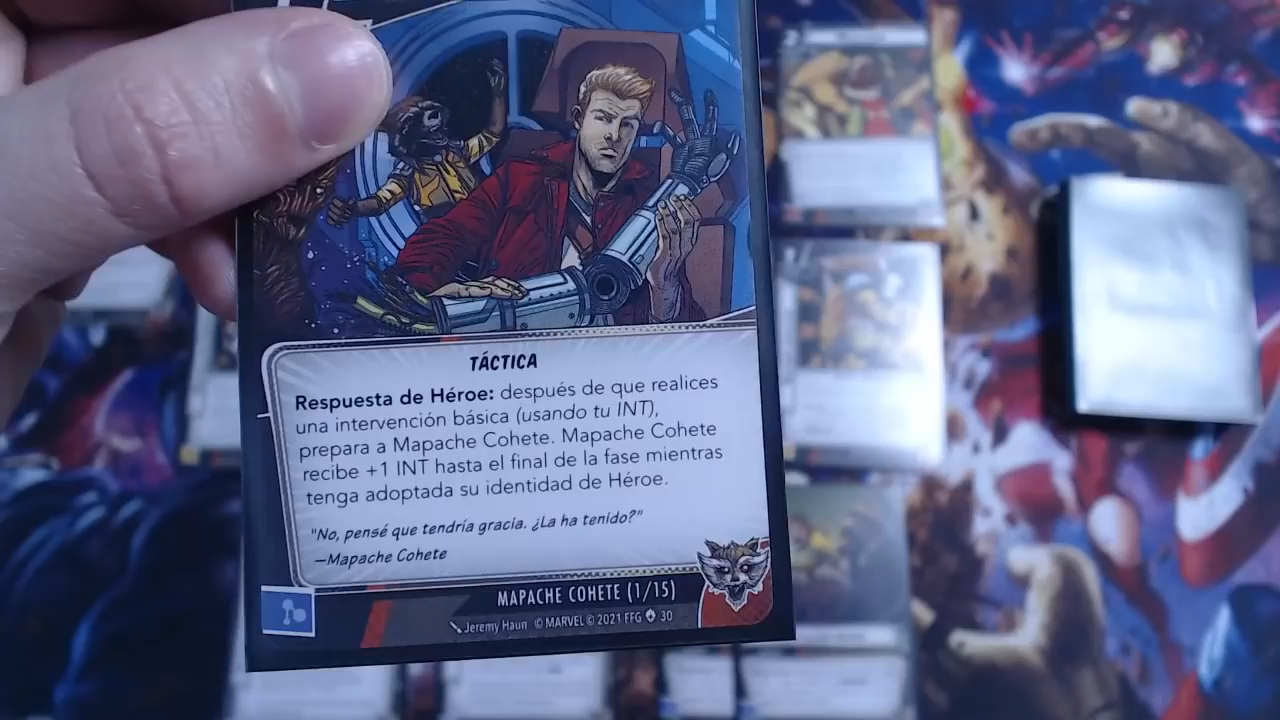 TÁCTICA
Respuesta de Héroe: después de que realices
una intervención básica (usando tu INT),
prepara a Mapache Cohete. Mapache Cohete
recibe +1 INT hasta el final de la fase mientras
tenga adoptada su identidad de Héroe.
"No, pensé que tendría gracia. ¿La ha tenido?"
—Mapache Cohete
MAPACHE COHETE (1/15)
Jeremy Haun © MARVEL © 2021 FFG 30